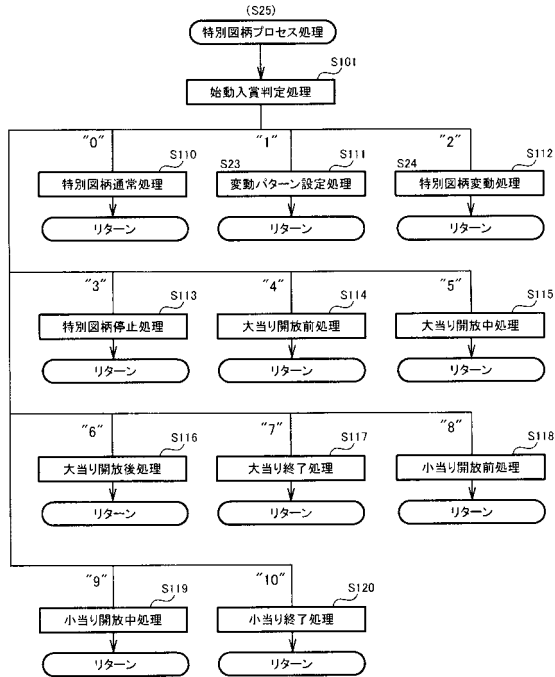 (S25)
特別図柄プロセス処理
S101
始動入賞判定処理
"0"
S110
特別図柄通常処理
リターン
"1"
S23
S111
変動パターン設定処理
リターン
"2"
S24
S112
特別図柄変動処理
リターン
"3"
S113
特別図柄停止処理
リターン
"4"
S114
大当り開放前処理
リターン
"5"
S115
大当り開放中処理
リターン
"6"
S116
大当り開放後処理
リターン
"7"
S117
大当り終了処理
リターン
"8"
S118
小当り開放前処理
リターン
"9"
S119
小当り開放中処理
リターン
"10"
S120
小当り終了処理
リターン